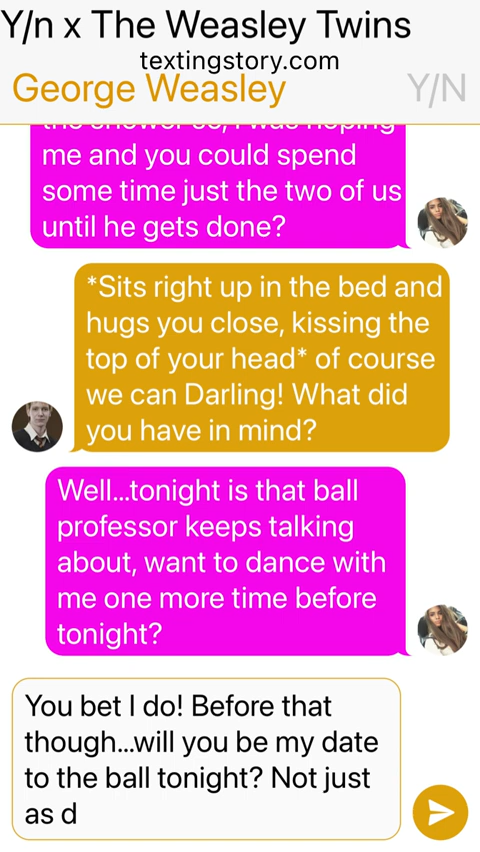 Y/n x The Weasley Twins
textingstory.com
George Weasley Y/N
me and you could spend
some time just the two of us
until he gets done?
*Sits right up in the bed and
hugs you close, kissing the
top of your head* of course
we can Darling! What did
you have in mind?
Well...tonight is that ball
professor keeps talking
about, want to dance with
me one more time before
tonight?
You bet I do! Before that
though...will you be my date
to the ball tonight? Not just
as d